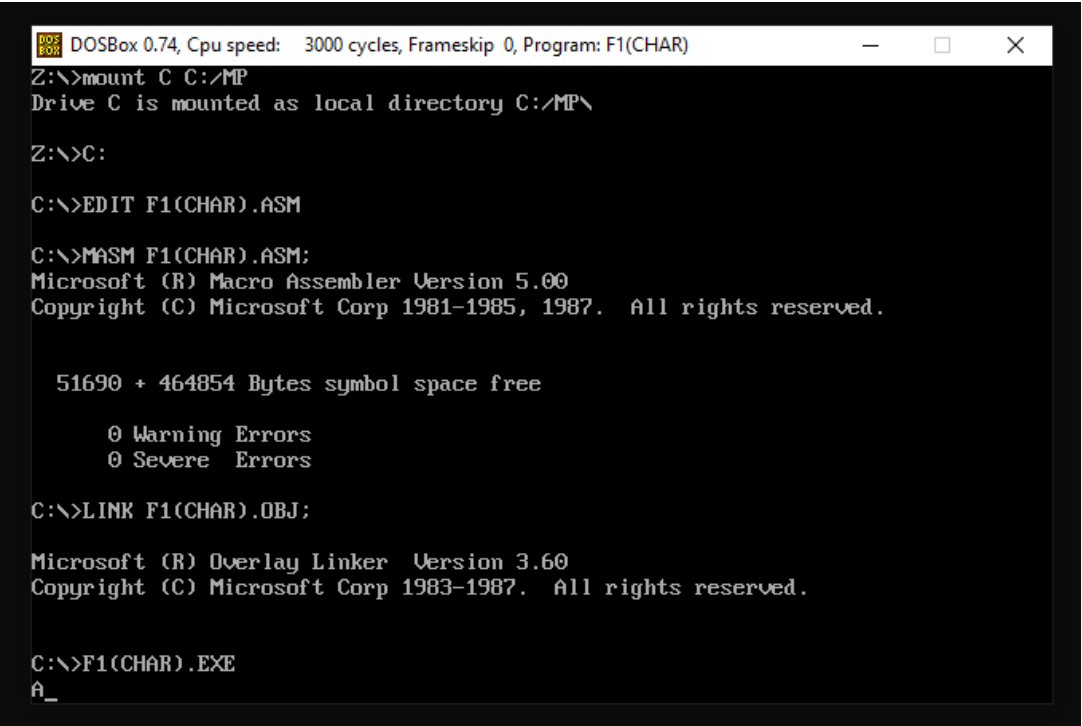 DOS
BOX
DOSBox 0.74, Cpu speed: 3000 cycles, Frameskip 0, Program: F1(CHAR)
Z:\>mount C C:/MP
Drive C is mounted as local directory C:/MP\
Z:\>C:
C:\>EDIT F1(CHAR).ASM
C:\>MASM F1(CHAR).ASM;
Microsoft (R) Macro Assembler Version 5.00
Copyright (C) Microsoft Corp 1981-1985, 1987.  All rights reserved.
51690 + 464854 Bytes symbol space free
0 Warning Errors
0 Severe  Errors
C:\>LINK F1(CHAR).OBJ;
Microsoft (R) Overlay Linker  Version 3.60
Copyright (C) Microsoft Corp 1983-1987.  All rights reserved.
C:\>F1(CHAR).EXE
A_